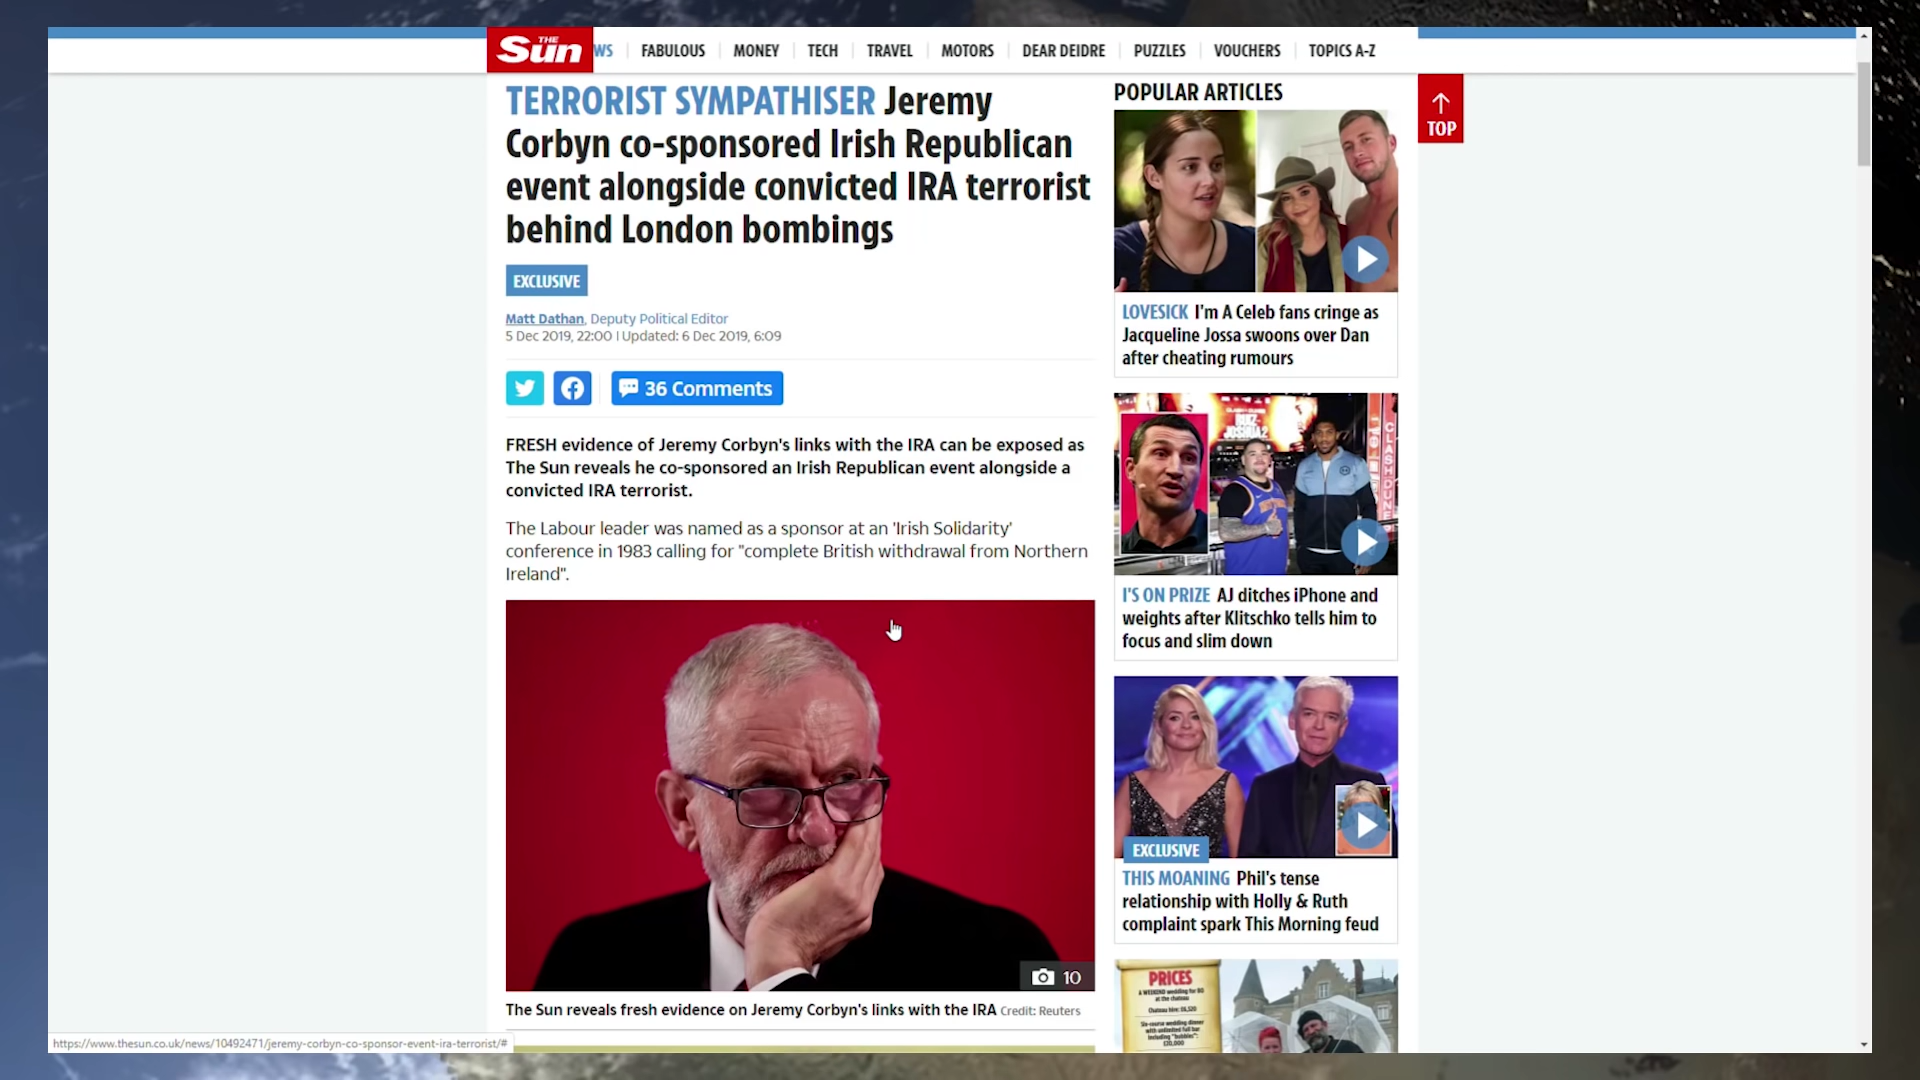 THE
Sun
WS
FABULOUS
MONEY
TECH
TRAVEL
MOTORS
DEAR DEIDRE
PUZZLES
VOUCHERS
TOPICS A-Z
TERRORIST SYMPATHISER Jeremy
Corbyn co-sponsored Irish Republican
event alongside convicted IRA terrorist
behind London bombings
EXCLUSIVE
Matt Dathan, Deputy Political Editor
5 Dec 2019, 22:00 | Updated: 6 Dec 2019, 6:09
36 Comments
FRESH evidence of Jeremy Corbyn's links with the IRA can be exposed as
The Sun reveals he co-sponsored an Irish Republican event alongside a
convicted IRA terrorist.
The Labour leader was named as a sponsor at an 'Irish Solidarity'
conference in 1983 calling for "complete British withdrawal from Northern
Ireland".
10
The Sun reveals fresh evidence on Jeremy Corbyn's links with the IRA Credit: Reuters
POPULAR ARTICLES
LOVESICK I'm A Celeb fans cringe as
Jacqueline Jossa swoons over Dan
after cheating rumours
I'S ON PRIZE AJ ditches iPhone and
weights after Klitschko tells him to
focus and slim down
EXCLUSIVE
THIS MOANING Phil's tense
relationship with Holly & Ruth
complaint spark This Morning feud
PRICES
A WEEKEND wedding for 80
at the chateau
TOP
https://www.thesun.co.uk/news/10492471/jeremy-corbyn-co-sponsor-event-ira-terrorist/#